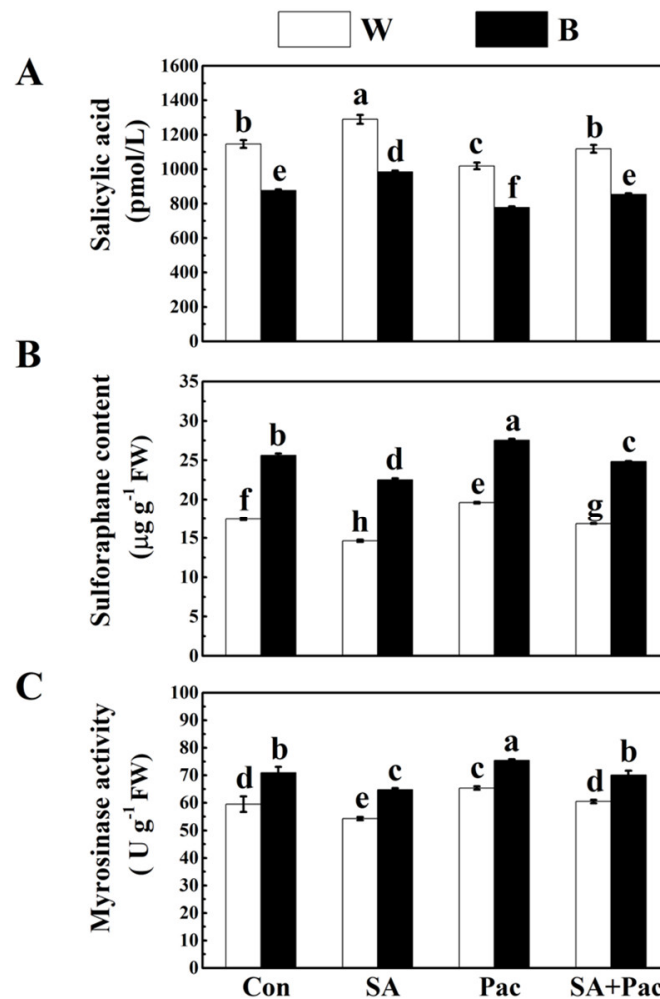 W B
A
Salicylic acid
(pmol/L)
1600
1400
1200
1000
800
600
400
200
0
b e a d c f b e
B
Sulforaphane content
(μg g⁻¹ FW)
35
30
25
20
15
10
5
0
f b h d e a g c
C
Myrosinase activity
( U g⁻¹ FW)
100
90
80
70
60
50
40
30
20
10
0
d b e c c a d b
Con SA Pac SA+Pac